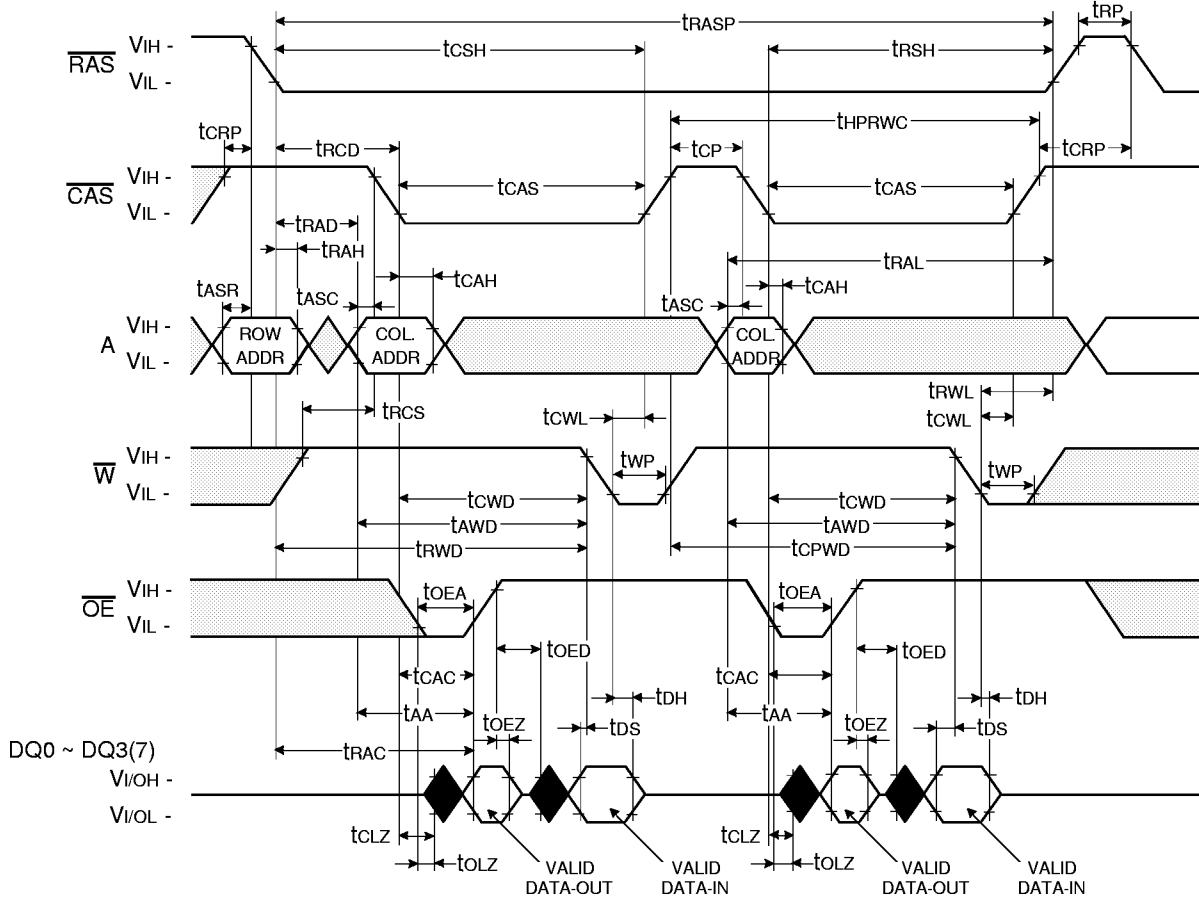 tRASP
tRP
RAS
VIH -
VIL -
tCSH
tRSH
tHPRWC
tCRP
tRCD
tCP
tCRP
CAS
VIH -
VIL -
tCAS
tCAS
tRAD
tRAH
tCAH
tRAL
tASR
tASC
tASC
tCAH
A
VIH -
VIL -
ROW
ADDR
COL.
ADDR
COL.
ADDR
tRCS
tCWL
tRWL
tCWL
W
VIH -
VIL -
tWP
tWP
tCWD
tCWD
tAWD
tAWD
tRWD
tCPWD
OE
VIH -
VIL -
tOEA
tOEA
tOED
tOED
tCAC
tCAC
tDH
tDH
tAA
tAA
tOEZ
tDS
tOEZ
tDS
tRAC
DQ0 ~ DQ3(7)
VI/OH -
VI/OL -
tCLZ
tCLZ
tOLZ
tOLZ
VALID
DATA-OUT
VALID
DATA-IN
VALID
DATA-OUT
VALID
DATA-IN